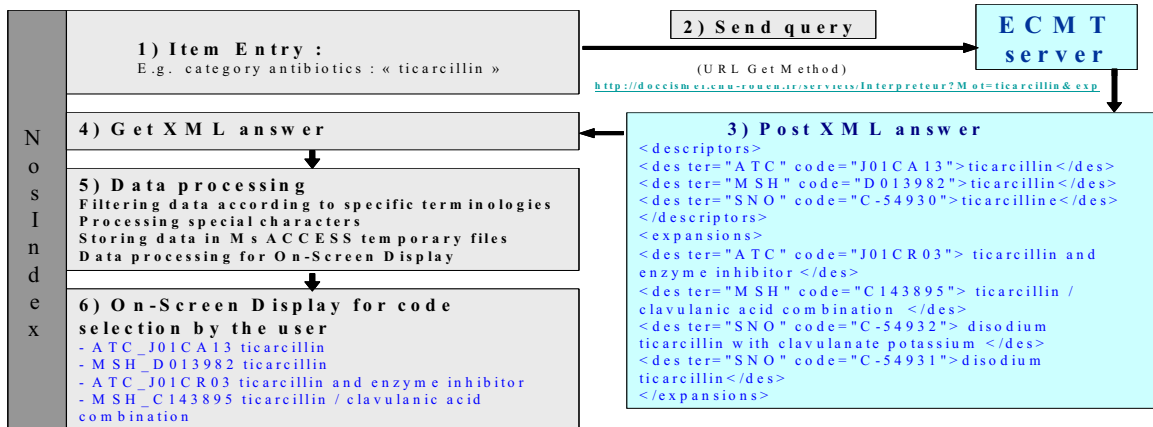 NosIndex
1) Item Entry :
E.g. category antibiotics : « ticarcillin »
2) Send query
(URL Get Method)
ECMT
server
4) Get XML answer
5) Data processing
Filtering data according to specific terminologies
Processing special characters
Storing data in MsACCESS temporary files
Data processing for On-Screen Display
6) On-Screen Display for code
selection by the user
- ATC_J01CA13 ticarcillin
- MSH_D013982 ticarcillin
- ATC_J01CR03 ticarcillin and enzyme inhibitor
- MSH_C143895 ticarcillin / clavulanic acid
combination
3) Post XML answer
<descriptors>
<des ter="ATC" code="J01CA13">ticarcillin</des>
<des ter="MSH" code="D013982">ticarcillin</des>
<des ter="SNO" code="C-54930">ticarcilline</des>
</descriptors>
<expansions>
<des ter="ATC" code="J01CR03"> ticarcillin and
enzyme inhibitor </des>
<des ter="MSH" code="C143895"> ticarcillin /
clavulanic acid combination </des>
<des ter="SNO" code="C-54932"> disodium
ticarcillin with clavulanate potassium </des>
<des ter="SNO" code="C-54931">disodium
ticarcillin</des>
</expansions>